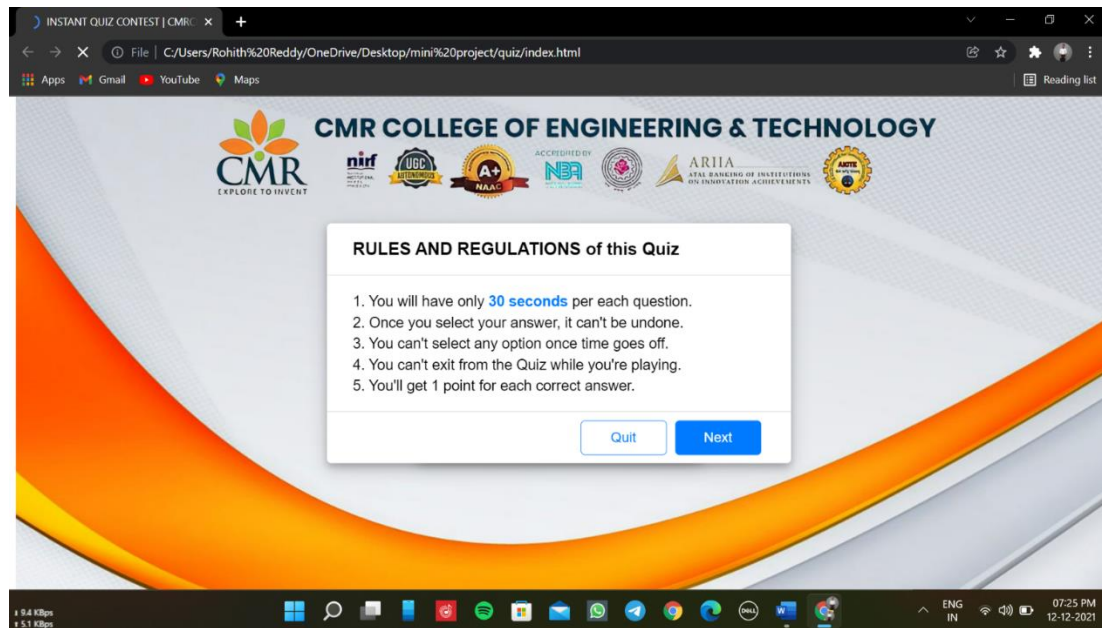 INSTANT QUIZ CONTEST | CMRC
File | C:/Users/Rohith%20Reddy/OneDrive/Desktop/mini%20project/quiz/index.html
Apps Gmail YouTube Maps Reading list
CMR COLLEGE OF ENGINEERING & TECHNOLOGY
CMR
EXPLORE TO INVENT
nirf
UGC
AUTONOMOUS
A+
NAAC
ACCREDITED BY
NBA
ARIIA
ATAL RANKING OF INSTITUTIONS
ON INNOVATION ACHIEVEMENTS
AICTE
RULES AND REGULATIONS of this Quiz
1. You will have only 30 seconds per each question.
2. Once you select your answer, it can't be undone.
3. You can't select any option once time goes off.
4. You can't exit from the Quiz while you're playing.
5. You'll get 1 point for each correct answer.
Quit Next
9.4 KBps
5.1 KBps
DELL
W
ENG
IN
07:25 PM
12-12-2021